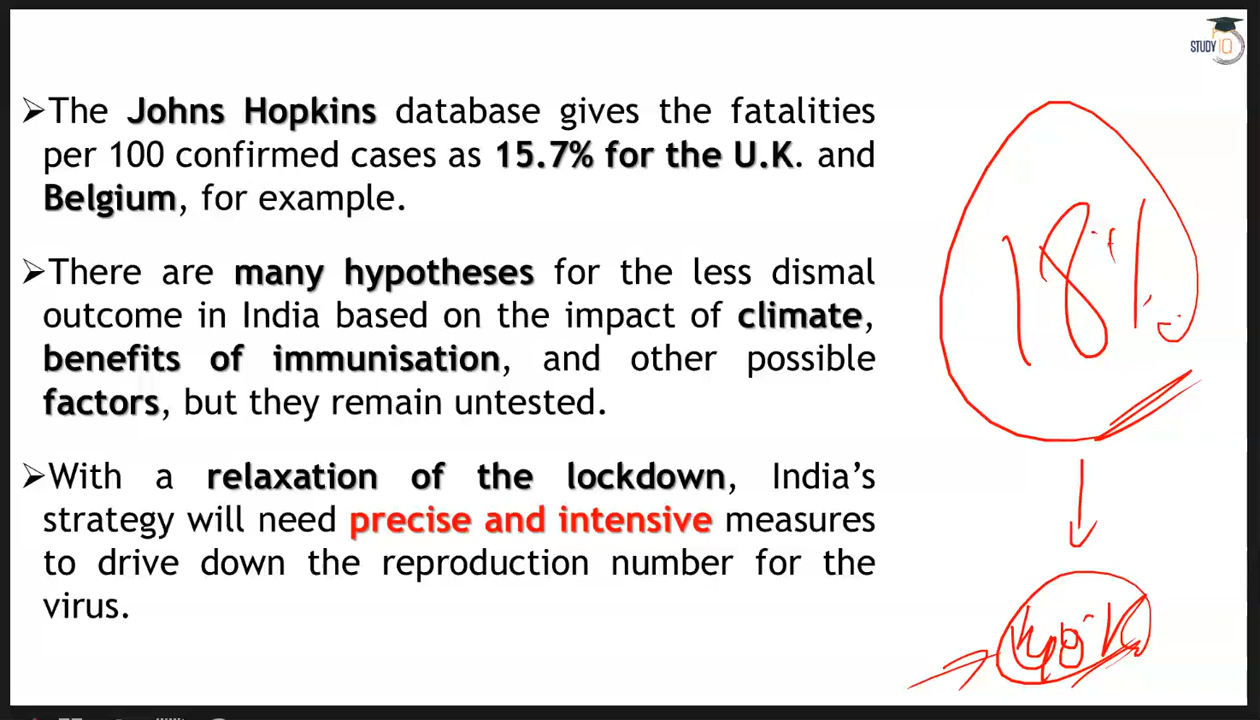 STUDY IQ
➢The Johns Hopkins database gives the fatalities
per 100 confirmed cases as 15.7% for the U.K. and
Belgium, for example.
➢There are many hypotheses for the less dismal
outcome in India based on the impact of climate,
benefits of immunisation, and other possible
factors, but they remain untested.
➢With a relaxation of the lockdown, India’s
strategy will need precise and intensive measures
to drive down the reproduction number for the
virus.
18%